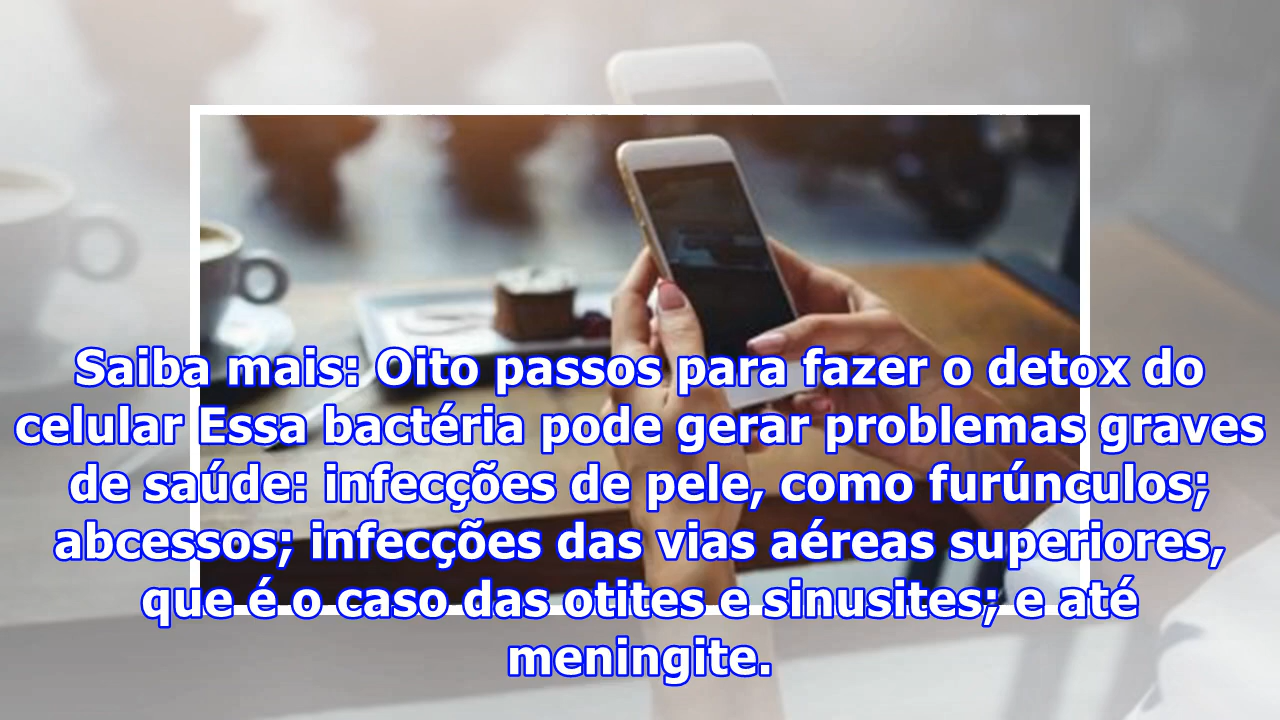 Saiba mais: Oito passos para fazer o detox do
celular Essa bactéria pode gerar problemas graves
de saúde: infecções de pele, como furúnculos;
abcessos; infecções das vias aéreas superiores,
que é o caso das otites e sinusites; e até
meningite.